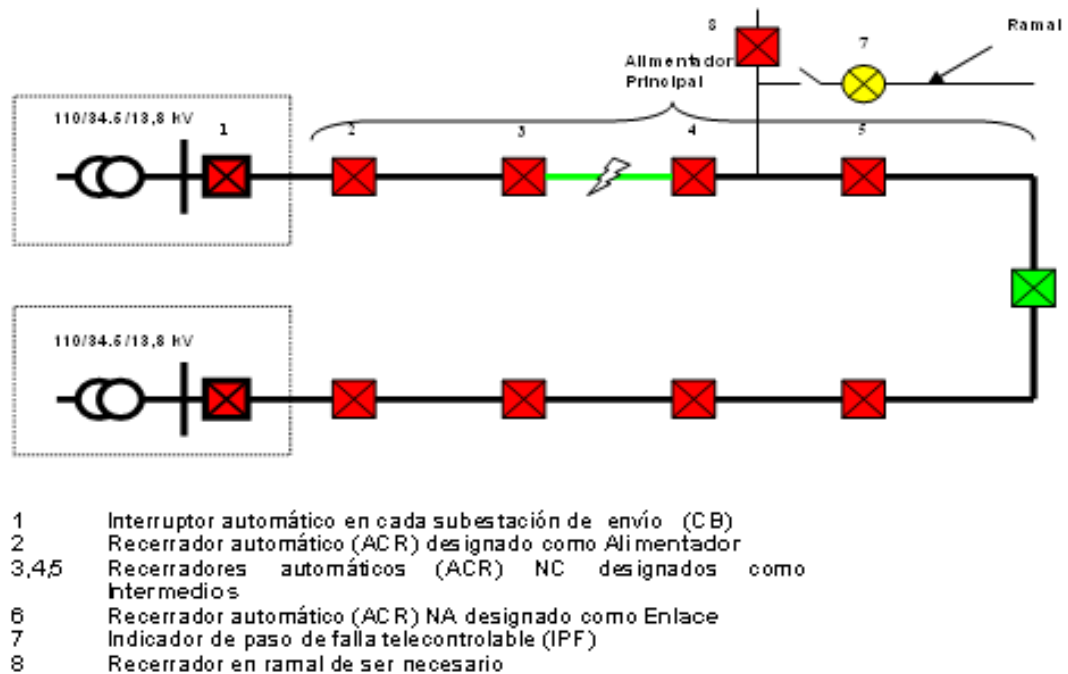 8
Ramal
7
Alimentador
Principal
110/34.5/13,8 kV
1
2
3
4
5
110/34.5/13,8 kV
1 Interruptor automático en cada subestación de envío (CB)
2 Recerrador automático (ACR) designado como Alimentador
3,4,5 Recerradores automáticos (ACR) NC designados como
Intermedios
6 Recerrador automático (ACR) NA designado como Enlace
7 Indicador de paso de falla telecontrolable (IPF)
8 Recerrador en ramal de ser necesario